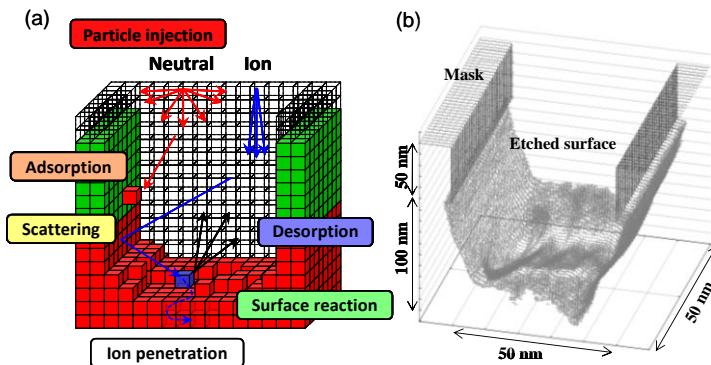 (a)
Particle injection
Neutral Ion
Adsorption
Scattering
Desorption
Surface reaction
Ion penetration
(b)
Mask
Etched surface
50 nm
100 nm
50 nm
50 nm